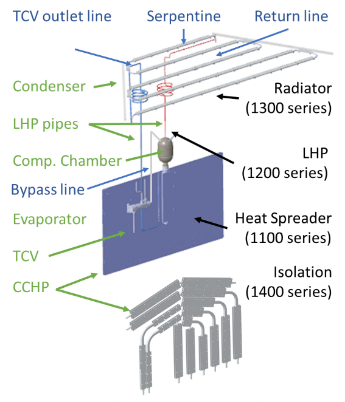 TCV outlet line
Serpentine
Return line
Condenser
Radiator
(1300 series)
LHP pipes
LHP
(1200 series)
Comp. Chamber
Bypass line
Evaporator
Heat Spreader
(1100 series)
TCV
CCHP
Isolation
(1400 series)